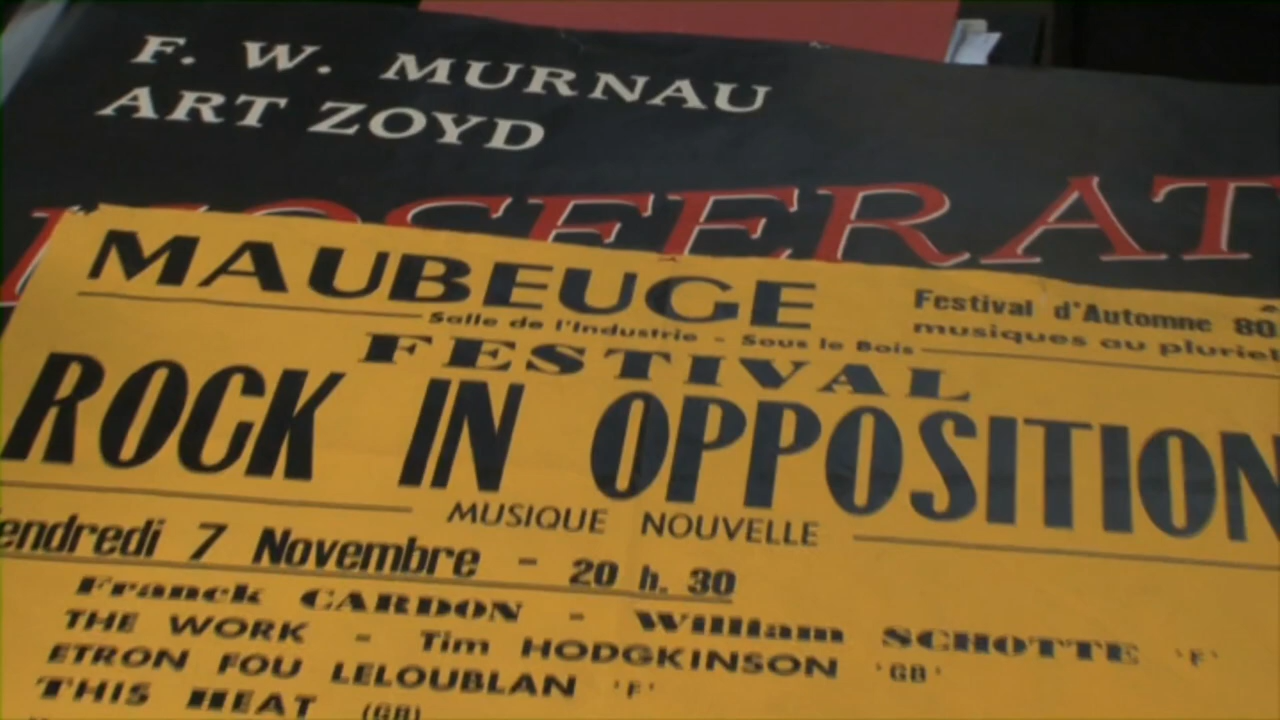 F. W. MURNAU
ART ZOYD
NOSFERAT
MAUBEUGE
Festival d'Automne 80
musiques au pluriel
Salle de l'Industrie - Sous le Bois
FESTIVAL
ROCK IN OPPOSITION
MUSIQUE NOUVELLE
endredi 7 Novembre - 20 h. 30
Franck CARDON - William SCHOTTE 'F'
THE WORK - Tim HODGKINSON 'GB'
ETRON FOU LELOUBLAN 'F'
THIS HEAT (GB)